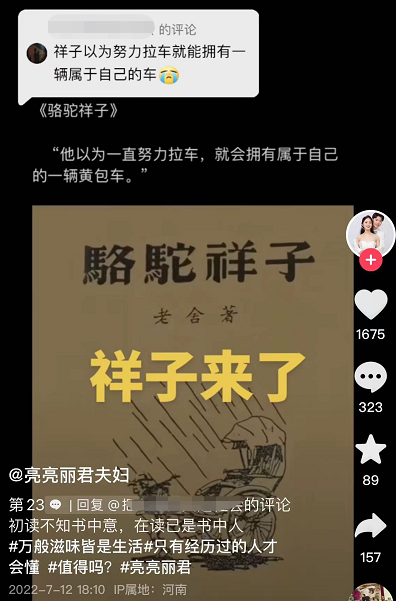 的评论
祥子以为努力拉车就能拥有一
辆属于自己的车😭
《骆驼祥子》
“他以为一直努力拉车，就会拥有属于自己
的一辆黄包车。”
駱駝祥子
老舍著
祥子来了
1675
323
89
157
@亮亮丽君夫妇
第 23 | 回复 @
的评论
初读不知书中意，在读已是书中人
#万般滋味皆是生活#只有经历过的人才
会懂 #值得吗？#亮亮丽君
2022-7-12 18:10 IP属地：河南